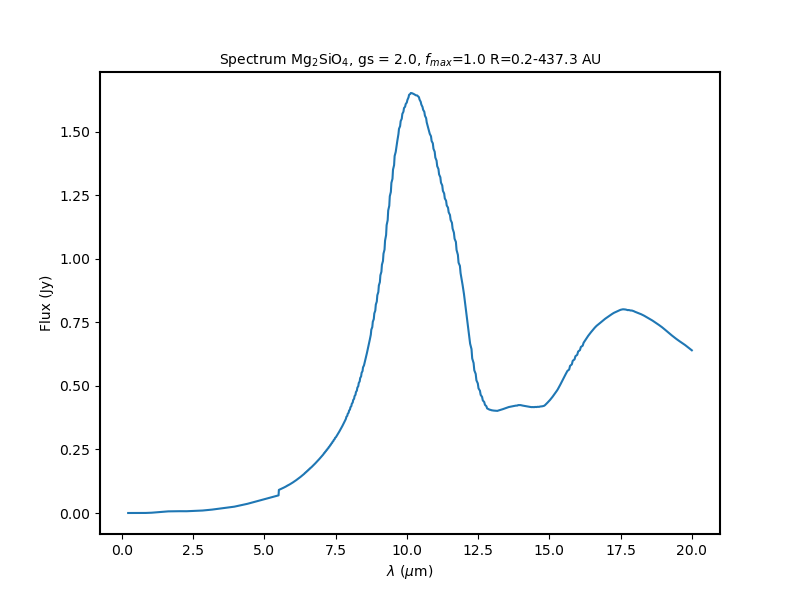 Spectrum Mg₂SiO₄, gs = 2.0, fₘₐₓ=1.0 R=0.2-437.3 AU
1.50
1.25
1.00
0.75
0.50
0.25
0.00
Flux (Jy)
0.0 2.5 5.0 7.5 10.0 12.5 15.0 17.5 20.0
λ (μm)